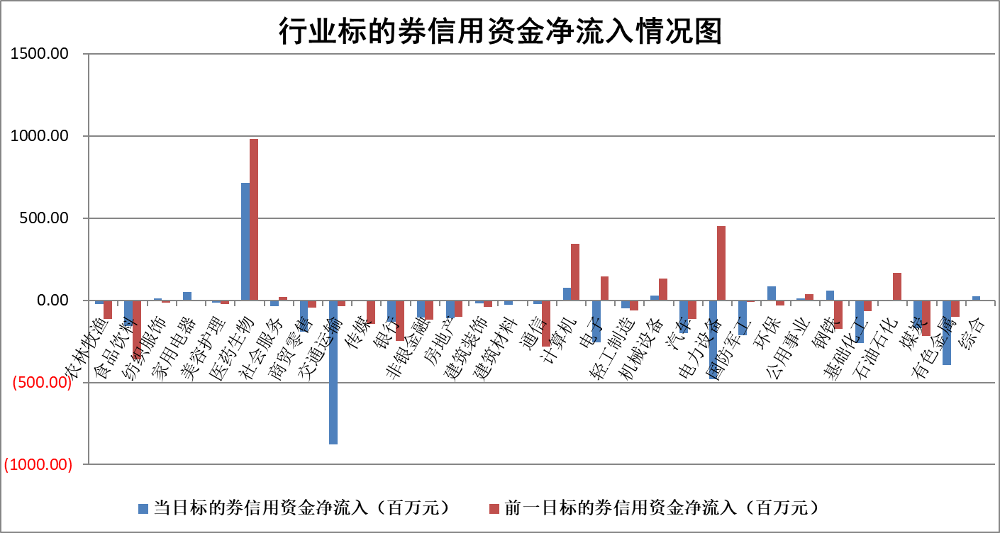 行业标的券信用资金净流入情况图
1500.00
1000.00
500.00
0.00
(500.00)
(1000.00)
农林牧渔
食品饮料
纺织服饰
家用电器
美容护理
医药生物
社会服务
商贸零售
交通运输
传媒
银行
非银金融
房地产
建筑装饰
建筑材料
通信
计算机
电子
轻工制造
机械设备
汽车
电力设备
国防军工
环保
公用事业
钢铁
基础化工
石油石化
煤炭
有色金属
综合
当日标的券信用资金净流入（百万元）
前一日标的券信用资金净流入（百万元）